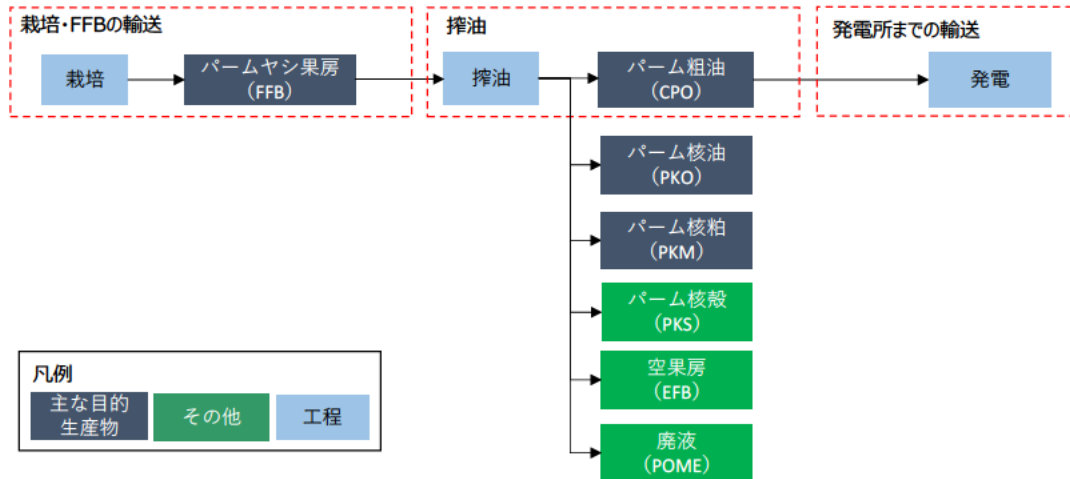 栽培・FFBの輸送
搾油
発電所までの輸送
栽培
パームヤシ果房
（FFB）
搾油
パーム粗油
（CPO）
発電
パーム核油
（PKO）
パーム核粕
（PKM）
パーム核殻
（PKS）
空果房
（EFB）
廃液
（POME）
凡例
主な目的
生産物
その他
工程